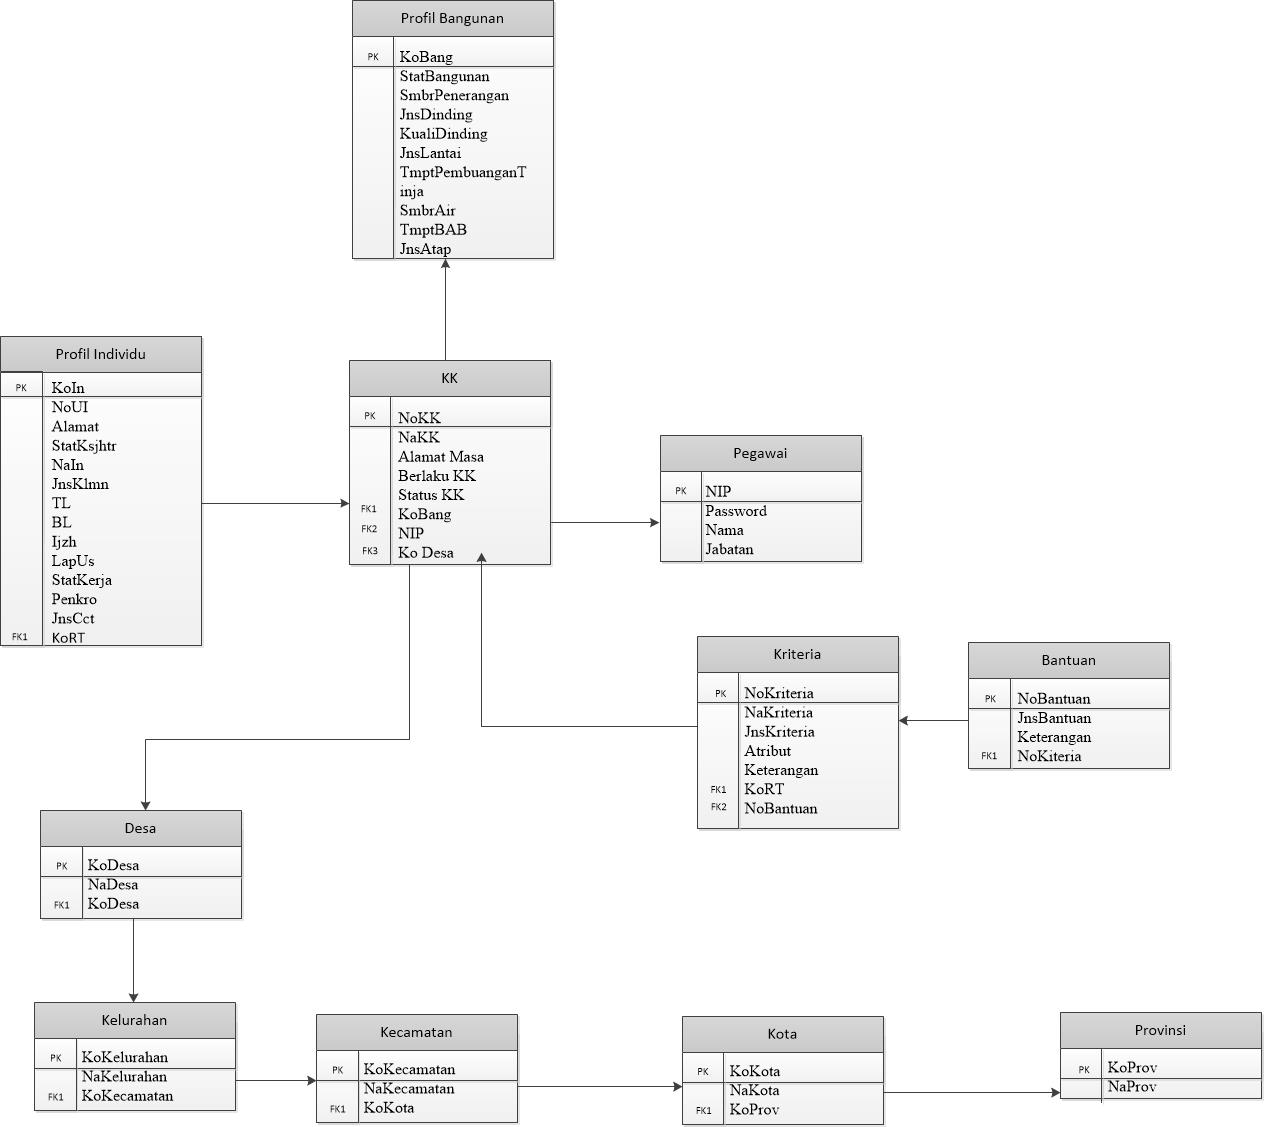 Profil Bangunan
PK KoBang
StatBangunan
SmbrPenerangan
JnsDinding
KualiDinding
JnsLantai
TmptPembuanganT
inja
SmbrAir
TmptBAB
JnsAtap
Profil Individu
PK KoIn
NoUI
Alamat
StatKsjhtr
NaIn
JnsKlmn
TL
BL
Ijzh
LapUs
StatKerja
Penkro
JnsCct
FK1 KoRT
KK
PK NoKK
NaKK
Alamat Masa
Berlaku KK
Status KK
FK1 KoBang
FK2 NIP
FK3 Ko Desa
Pegawai
PK NIP
Password
Nama
Jabatan
Kriteria
PK NoKriteria
NaKriteria
JnsKriteria
Atribut
Keterangan
FK1 KoRT
FK2 NoBantuan
Bantuan
PK NoBantuan
JnsBantuan
Keterangan
FK1 NoKiteria
Desa
PK KoDesa
NaDesa
FK1 KoDesa
Kelurahan
PK KoKelurahan
NaKelurahan
FK1 KoKecamatan
Kecamatan
PK KoKecamatan
NaKecamatan
FK1 KoKota
Kota
PK KoKota
NaKota
FK1 KoProv
Provinsi
PK KoProv
NaProv